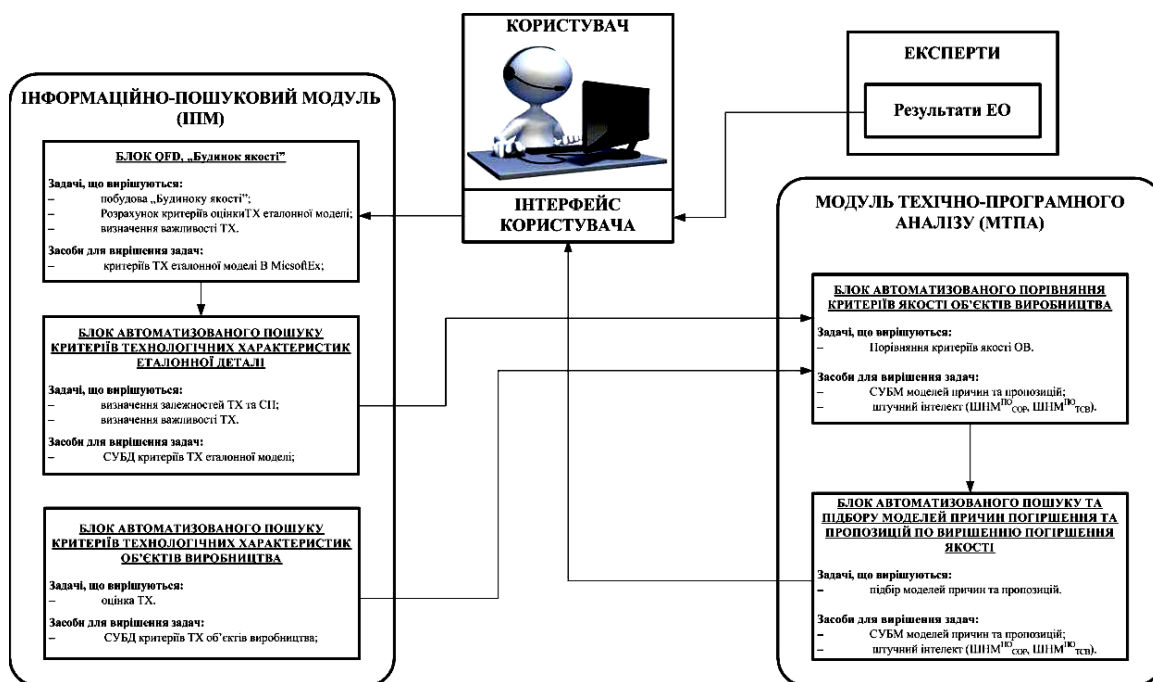 КОРИСТУВАЧ
ІНТЕРФЕЙС
КОРИСТУВАЧА
ЕКСПЕРТИ
Результати ЕО
ІНФОРМАЦІЙНО-ПОШУКОВИЙ МОДУЛЬ
(ІПМ)
БЛОК QFD, „Будинок якості”
Задачі, що вирішуються:
– побудова „Будиноку якості”;
– Розрахунок критеріїв оцінкиТХ еталонної моделі;
– визначення важливості ТХ.
Засоби для вирішення задач:
– критеріїв ТХ еталонної моделі В MicsoftEx;
БЛОК АВТОМАТИЗОВАНОГО ПОШУКУ
КРИТЕРІЇВ ТЕХНОЛОГІЧНИХ ХАРАКТЕРИСТИК
ЕТАЛОННОЇ ДЕТАЛІ
Задачі, що вирішуються:
– визначення залежностей ТХ та СП;
– визначення важливості ТХ.
Засоби для вирішення задач:
– СУБД критеріїв ТХ еталонної моделі;
БЛОК АВТОМАТИЗОВАНОГО ПОШУКУ
КРИТЕРІЇВ ТЕХНОЛОГІЧНИХ ХАРАКТЕРИСТИК
ОБ’ЄКТІВ ВИРОБНИЦТВА
Задачі, що вирішуються:
– оцінка ТХ.
Засоби для вирішення задач:
– СУБД критеріїв ТХ об’єктів виробництва;
МОДУЛЬ ТЕХІЧНО-ПРОГРАМНОГО
АНАЛІЗУ (МТПА)
БЛОК АВТОМАТИЗОВАНОГО ПОРІВНЯННЯ
КРИТЕРІЇВ ЯКОСТІ ОБ’ЄКТІВ ВИРОБНИЦТВА
Задачі, що вирішуються:
– Порівняння критеріїв якості ОВ.
Засоби для вирішення задач:
– СУБМ моделей причин та пропозицій;
– штучний інтелект (ШНМ^ПО_СОР, ШНМ^ПО_ТСВ).
БЛОК АВТОМАТИЗОВАНОГО ПОШУКУ ТА
ПІДБОРУ МОДЕЛЕЙ ПРИЧИН ПОГІРШЕННЯ ТА
ПРОПОЗИЦІЙ ПО ВИРІШЕННЮ ПОГІРШЕННЯ
ЯКОСТІ
Задачі, що вирішуються:
– підбір моделей причин та пропозицій.
Засоби для вирішення задач:
– СУБМ моделей причин та пропозицій;
– штучний інтелект (ШНМ^ПО_СОР, ШНМ^ПО_ТСВ).